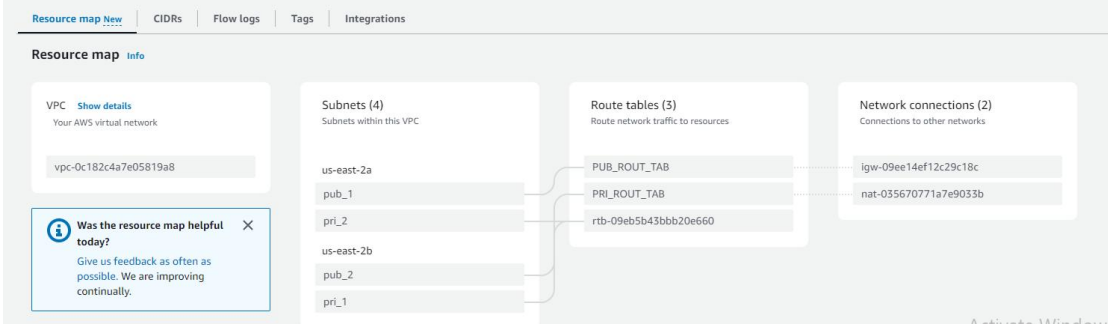 Resource map New
CIDRs
Flow logs
Tags
Integrations
Resource map Info
VPC Show details
Your AWS virtual network
vpc-0c182c4a7e05819a8
Was the resource map helpful
today?
Give us feedback as often as
possible. We are improving
continually.
Subnets (4)
Subnets within this VPC
us-east-2a
pub_1
pri_2
us-east-2b
pub_2
pri_1
Route tables (3)
Route network traffic to resources
PUB_ROUT_TAB
PRI_ROUT_TAB
rtb-09eb5b43bbb20e660
Network connections (2)
Connections to other networks
igw-09ee14ef12c29c18c
nat-035670771a7e9033b